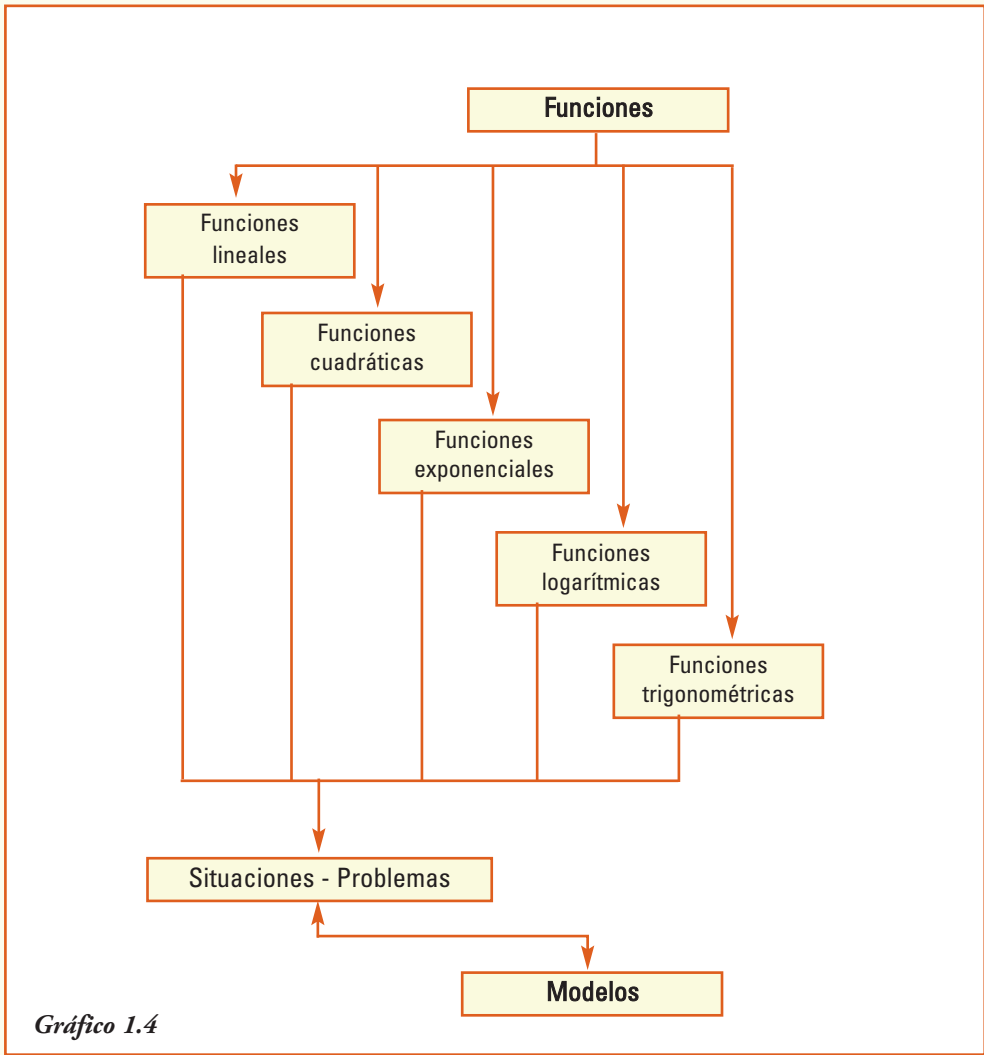 Funciones
Funciones
lineales
Funciones
cuadráticas
Funciones
exponenciales
Funciones
logarítmicas
Funciones
trigonométricas
Situaciones - Problemas
Modelos
Gráfico 1.4